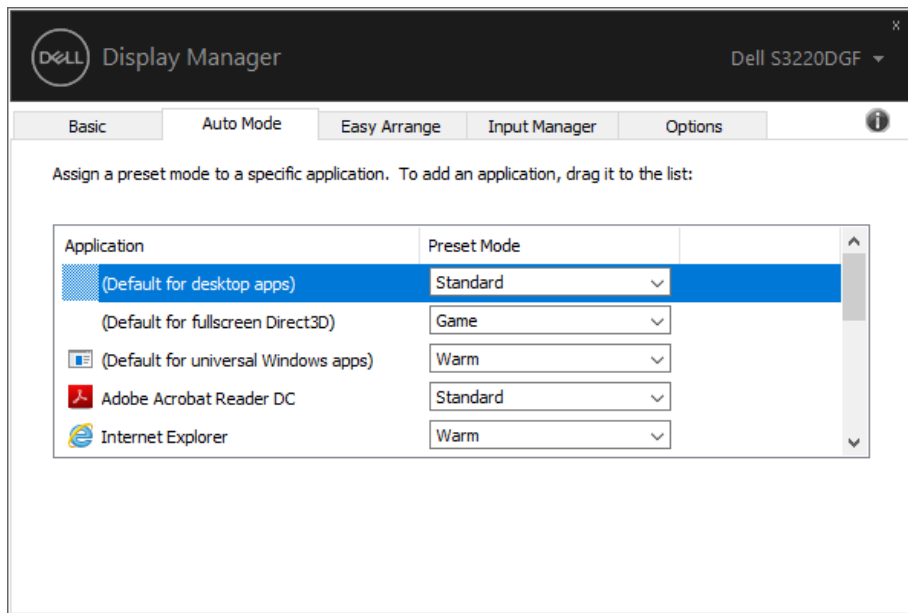 x
DELL Display Manager Dell S3220DGF
Basic Auto Mode Easy Arrange Input Manager Options
Assign a preset mode to a specific application. To add an application, drag it to the list:
Application Preset Mode
(Default for desktop apps) Standard
(Default for fullscreen Direct3D) Game
(Default for universal Windows apps) Warm
Adobe Acrobat Reader DC Standard
Internet Explorer Warm